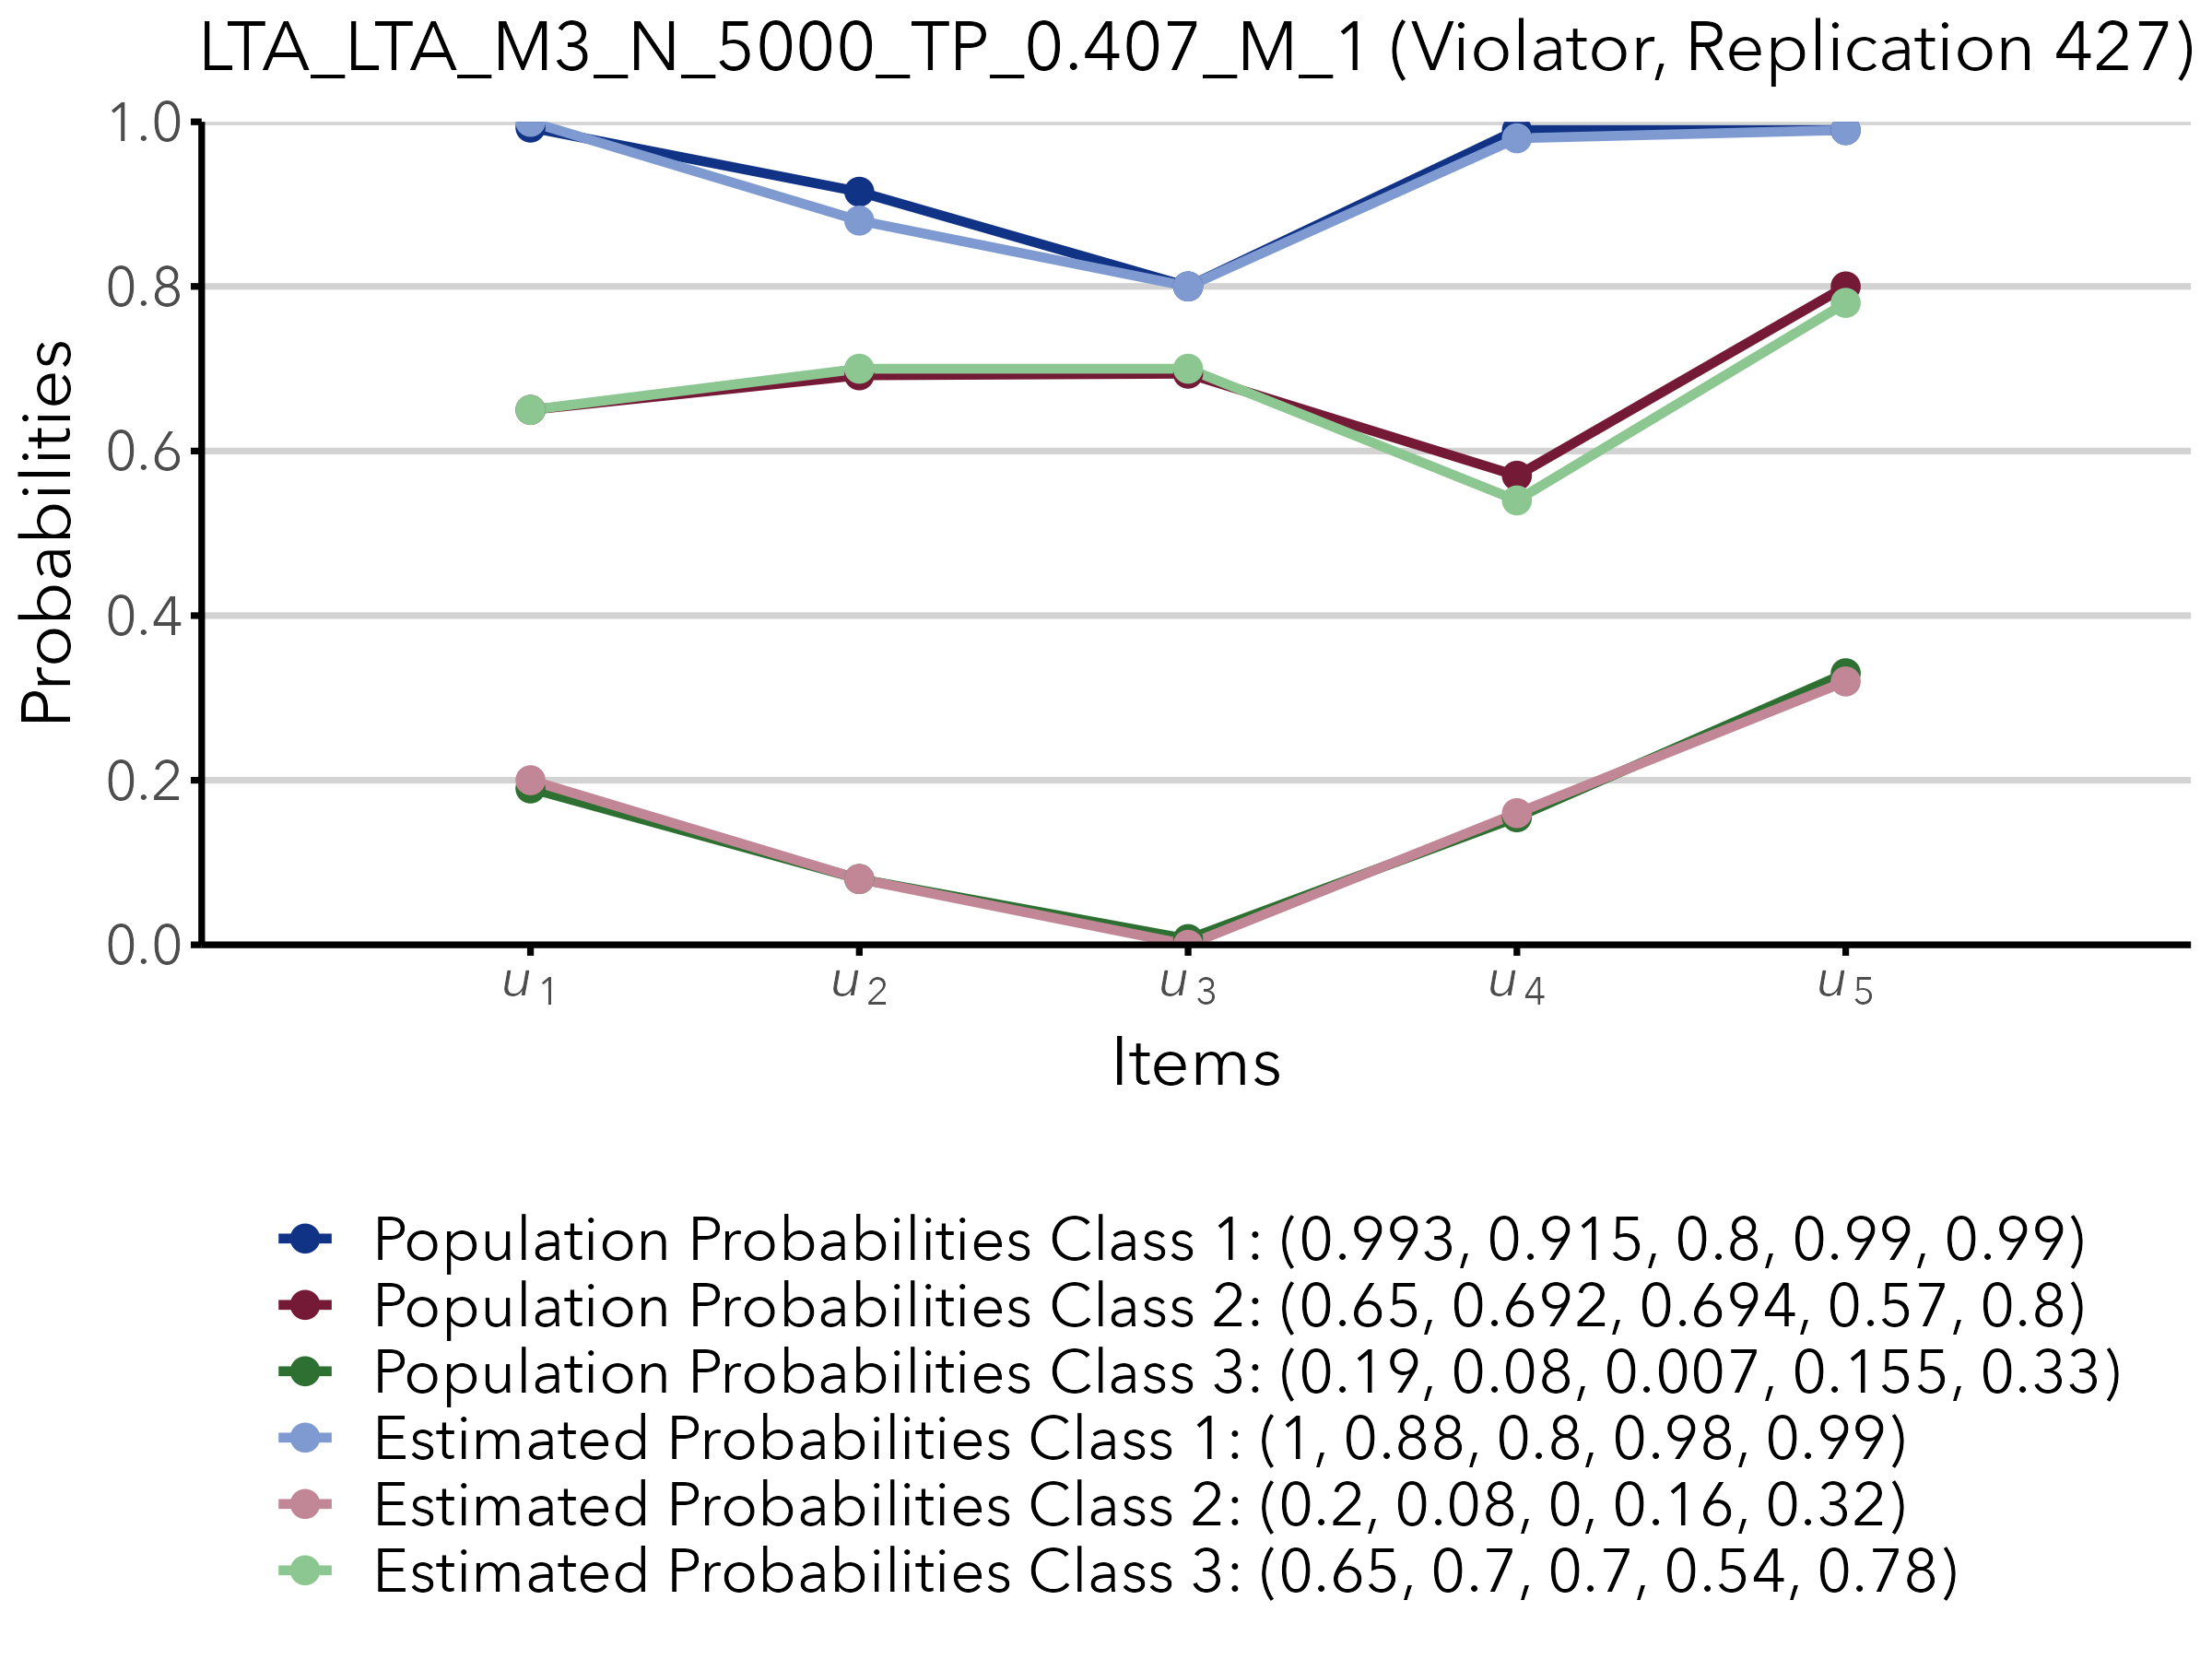 LTA_LTA_M3_N_5000_TP_0.407_M_1 (Violator, Replication 427)
1.0
0.8
0.6
0.4
0.2
0.0
Probabilities
u1
u2
u3
u4
u5
Items
Population Probabilities Class 1: (0.993, 0.915, 0.8, 0.99, 0.99)
Population Probabilities Class 2: (0.65, 0.692, 0.694, 0.57, 0.8)
Population Probabilities Class 3: (0.19, 0.08, 0.007, 0.155, 0.33)
Estimated Probabilities Class 1: (1, 0.88, 0.8, 0.98, 0.99)
Estimated Probabilities Class 2: (0.2, 0.08, 0, 0.16, 0.32)
Estimated Probabilities Class 3: (0.65, 0.7, 0.7, 0.54, 0.78)